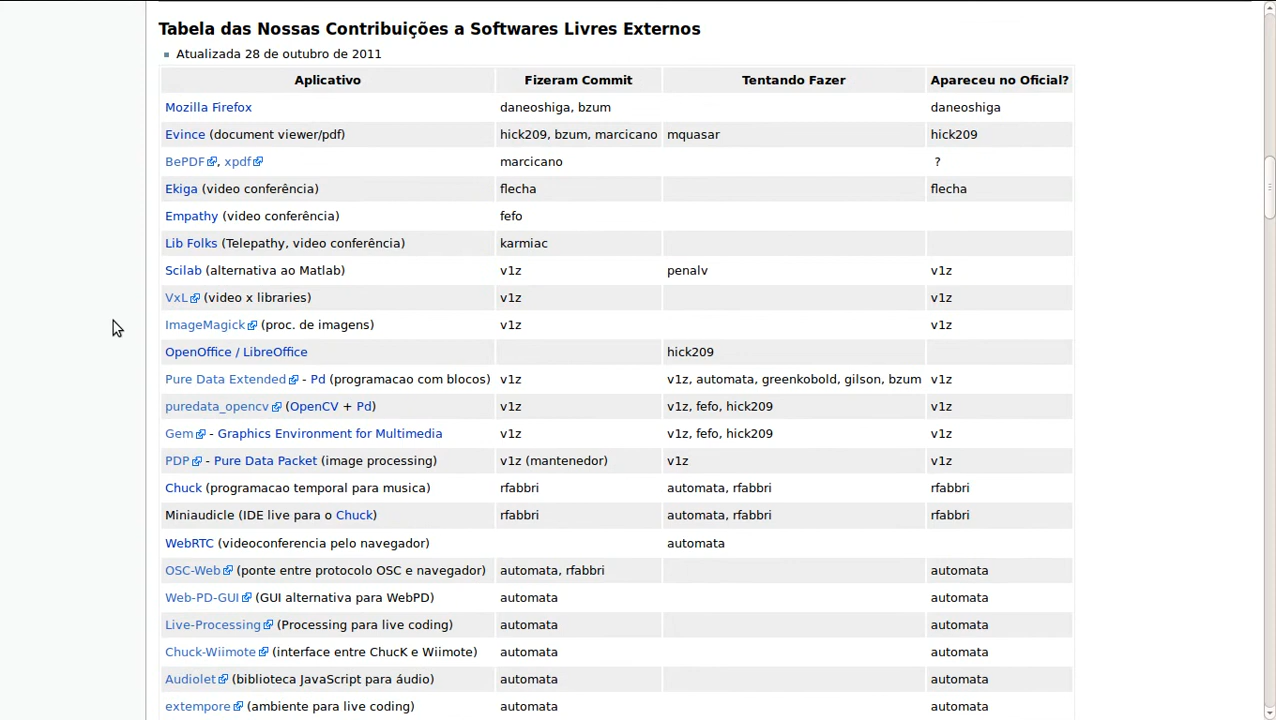 Tabela das Nossas Contribuições a Softwares Livres Externos
Atualizada 28 de outubro de 2011
Aplicativo Fizeram Commit Tentando Fazer Apareceu no Oficial?
Mozilla Firefox daneoshiga, bzum daneoshiga
Evince (document viewer/pdf) hick209, bzum, marcicano mquasar hick209
BePDF, xpdf marcicano ?
Ekiga (video conferência) flecha flecha
Empathy (video conferência) fefo
Lib Folks (Telepathy, video conferência) karmiac
Scilab (alternativa ao Matlab) v1z penalv v1z
VxL (video x libraries) v1z v1z
ImageMagick (proc. de imagens) v1z v1z
OpenOffice / LibreOffice hick209
Pure Data Extended - Pd (programacao com blocos) v1z v1z, automata, greenkobold, gilson, bzum v1z
puredata_opencv (OpenCV + Pd) v1z v1z, fefo, hick209 v1z
Gem - Graphics Environment for Multimedia v1z v1z, fefo, hick209 v1z
PDP - Pure Data Packet (image processing) v1z (mantenedor) v1z v1z
Chuck (programacao temporal para musica) rfabbri automata, rfabbri rfabbri
Miniaudicle (IDE live para o Chuck) rfabbri automata, rfabbri rfabbri
WebRTC (videoconferencia pelo navegador) automata
OSC-Web (ponte entre protocolo OSC e navegador) automata, rfabbri automata
Web-PD-GUI (GUI alternativa para WebPD) automata automata
Live-Processing (Processing para live coding) automata automata
Chuck-Wiimote (interface entre ChucK e Wiimote) automata automata
Audiolet (biblioteca JavaScript para áudio) automata automata
extempore (ambiente para live coding) automata automata